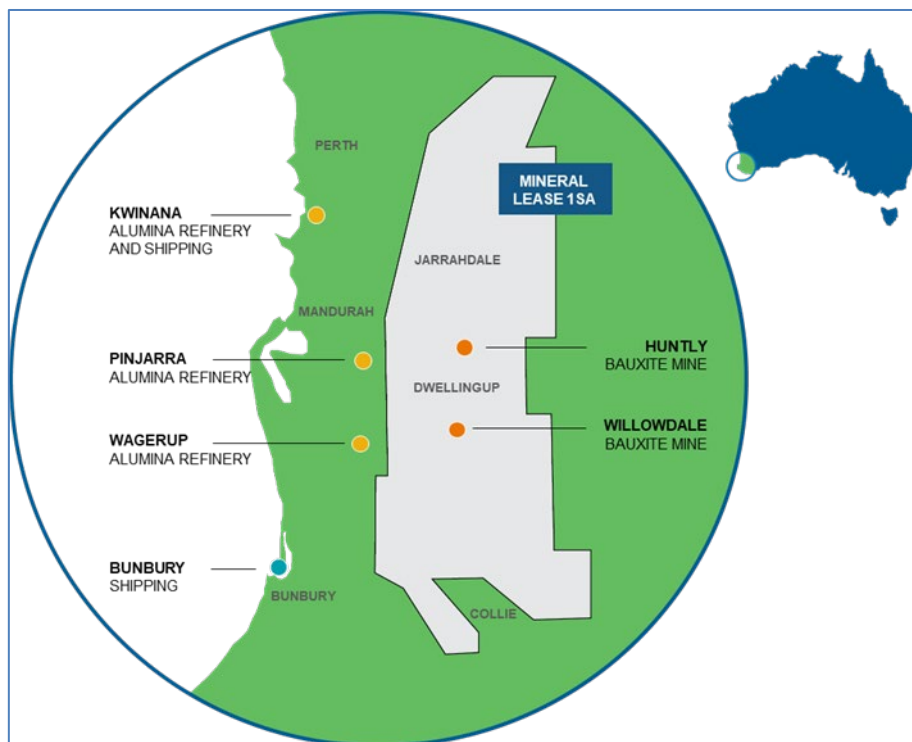 PERTH
MINERAL
LEASE 1SA
KWINANA
ALUMINA REFINERY
AND SHIPPING
JARRAHDALE
MANDURAH
PINJARRA
ALUMINA REFINERY
HUNTLY
BAUXITE MINE
DWELLINGUP
WAGERUP
ALUMINA REFINERY
WILLOWDALE
BAUXITE MINE
BUNBURY
SHIPPING
BUNBURY
COLLIE